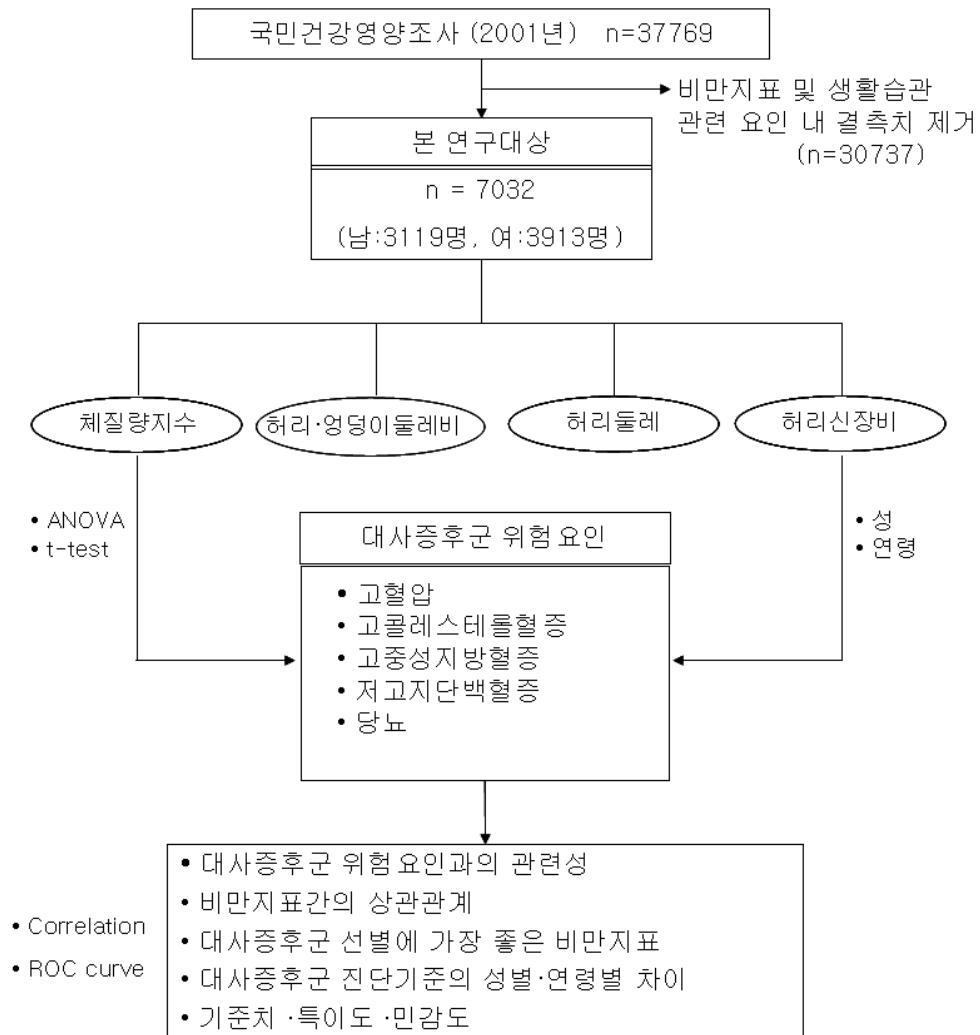 국민건강영양조사 (2001년) n=37769
비만지표 및 생활습관
관련 요인 내 결측치 제거
(n=30737)
본 연구대상
n = 7032
(남:3119명, 여:3913명)
체질량지수
허리·엉덩이둘레비
허리둘레
허리신장비
• ANOVA
• t-test
• 성
• 연령
대사증후군 위험요인
• 고혈압
• 고콜레스테롤혈증
• 고중성지방혈증
• 저고지단백혈증
• 당뇨
• Correlation
• ROC curve
• 대사증후군 위험요인과의 관련성
• 비만지표간의 상관관계
• 대사증후군 선별에 가장 좋은 비만지표
• 대사증후군 진단기준의 성별·연령별 차이
• 기준치 ·특이도 ·민감도